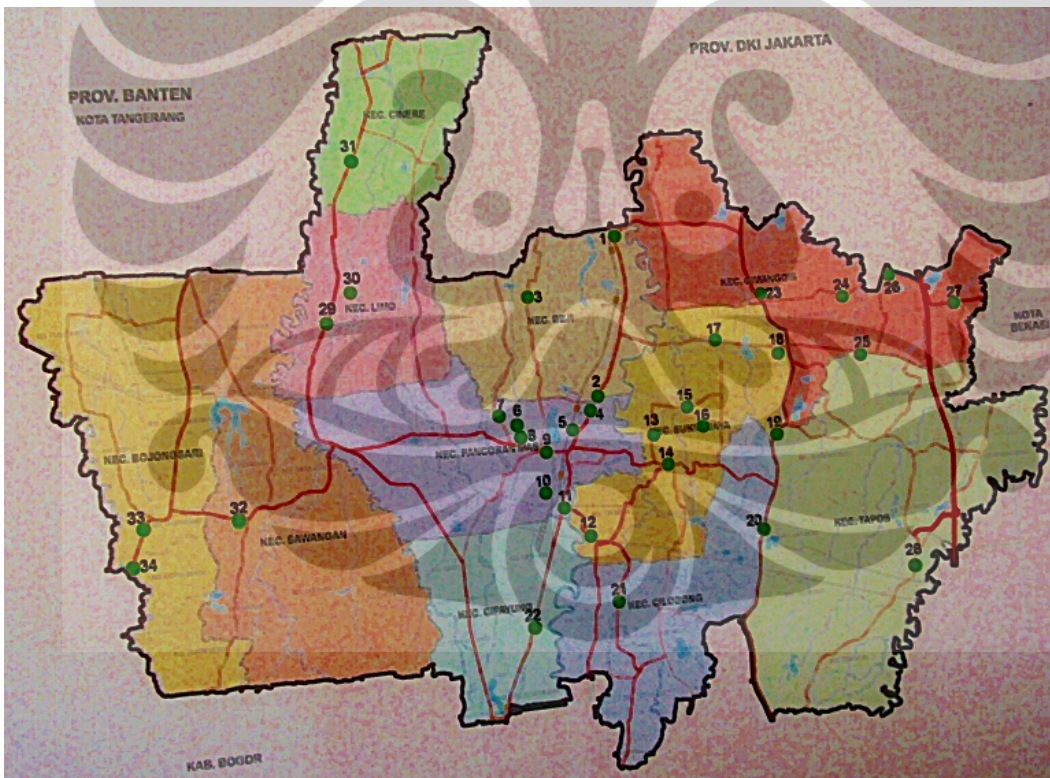 PROV. DKI JAKARTA
PROV. BANTEN
KOTA TANGERANG
KEC. CINERE
31
1
30
29
KEC. LIMO
3
KEC. BEJI
KEC. CIMANGGIS
23
24
26
27
KOTA
BEKASI
17
18
25
2
7
6
4
5
8
15
13
16
19
KEC. BOJONGSARI
9
14
10
11
33
32
KEC. SAWANGAN
12
20
KEC. TAPOS
34
28
KEC. CIPAYUNG
22
21
KEC. CILODONG
KAB. BOGOR